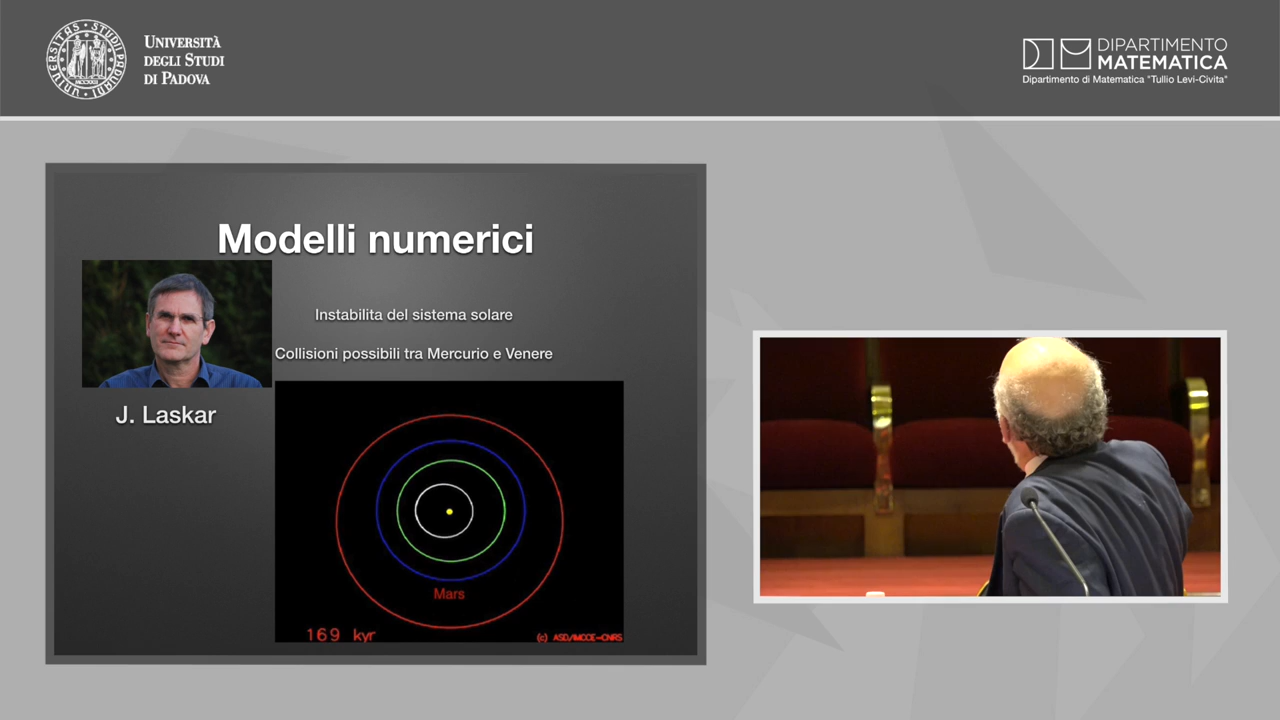 UNIVERSITÀ
DEGLI STUDI
DI PADOVA
DIPARTIMENTO
MATEMATICA
Dipartimento di Matematica "Tullio Levi-Civita"
Modelli numerici
Instabilita del sistema solare
Collisioni possibili tra Mercurio e Venere
J. Laskar
Mars
169 kyr
(c) ASD/IMCCE-CNRS